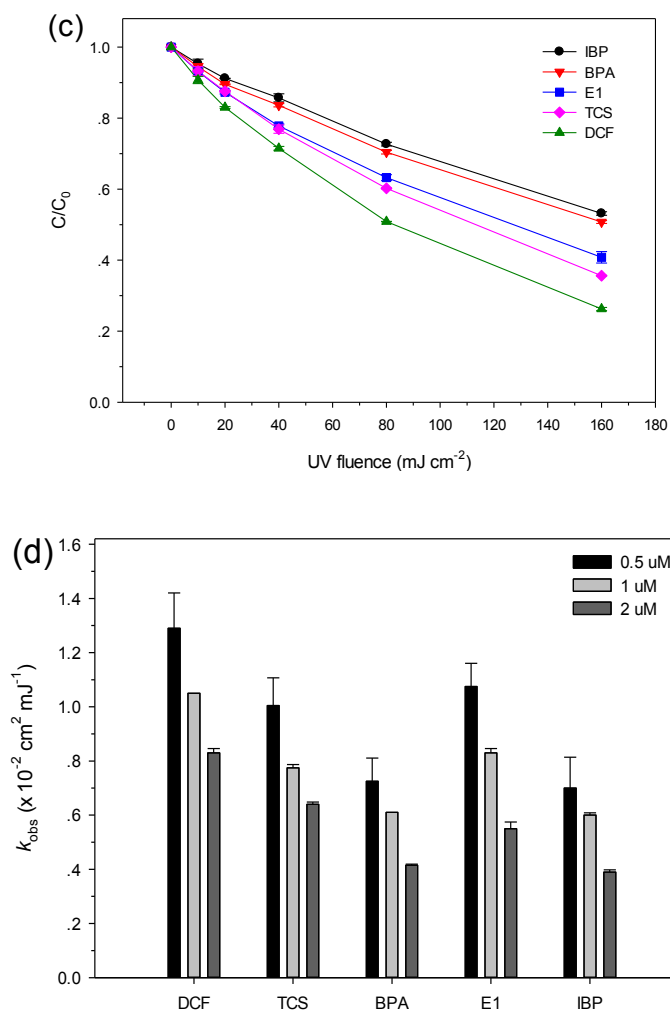 (c)
1.0
.8
.6
.4
.2
0.0
C/C₀
IBP
BPA
E1
TCS
DCF
0 20 40 60 80 100 120 140 160 180
UV fluence (mJ cm⁻²)
(d)
1.6
1.4
1.2
1.0
.8
.6
.4
.2
0.0
k_obs (x 10⁻² cm² mJ⁻¹)
0.5 uM
1 uM
2 uM
DCF TCS BPA E1 IBP